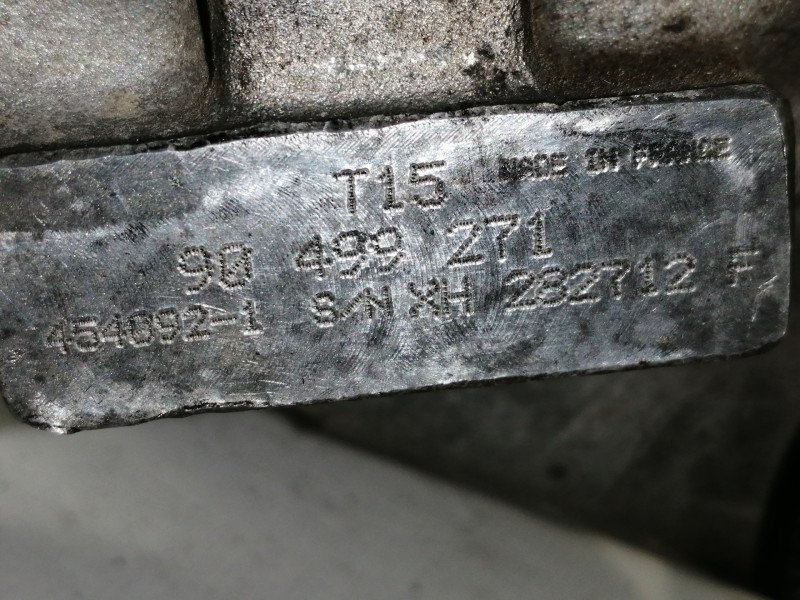 T15 MADE IN FRANCE
90 499 271
454092-1 S/N XH 282712 F